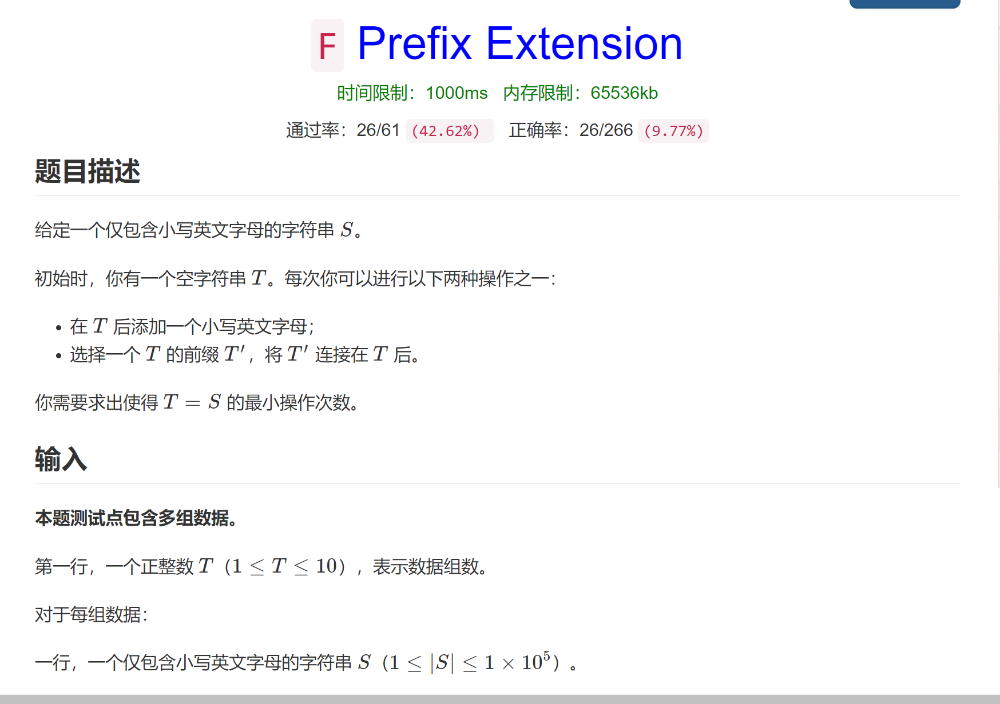 F Prefix Extension
时间限制：1000ms 内存限制：65536kb
通过率：26/61 (42.62%) 正确率：26/266 (9.77%)
题目描述
给定一个仅包含小写英文字母的字符串 S。
初始时，你有一个空字符串 T。每次你可以进行以下两种操作之一：
• 在 T 后添加一个小写英文字母；
• 选择一个 T 的前缀 T′，将 T′ 连接在 T 后。
你需要求出使得 T = S 的最小操作次数。
输入
本题测试点包含多组数据。
第一行，一个正整数 T（1 ≤ T ≤ 10），表示数据组数。
对于每组数据：
一行，一个仅包含小写英文字母的字符串 S（1 ≤ |S| ≤ 1 × 10⁵）。